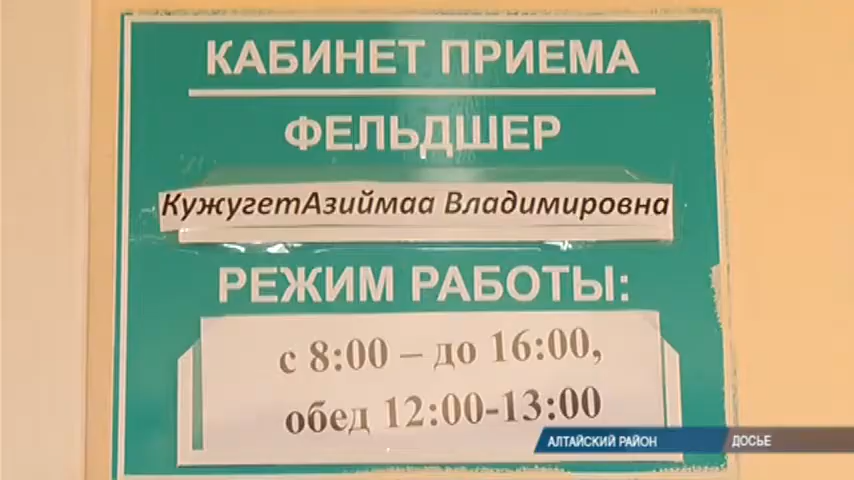 КАБИНЕТ ПРИЕМА
ФЕЛЬДШЕР
КужугетАзиймаа Владимировна
РЕЖИМ РАБОТЫ:
с 8:00 – до 16:00,
обед 12:00-13:00
АЛТАЙСКИЙ РАЙОН ДОСЬЕ